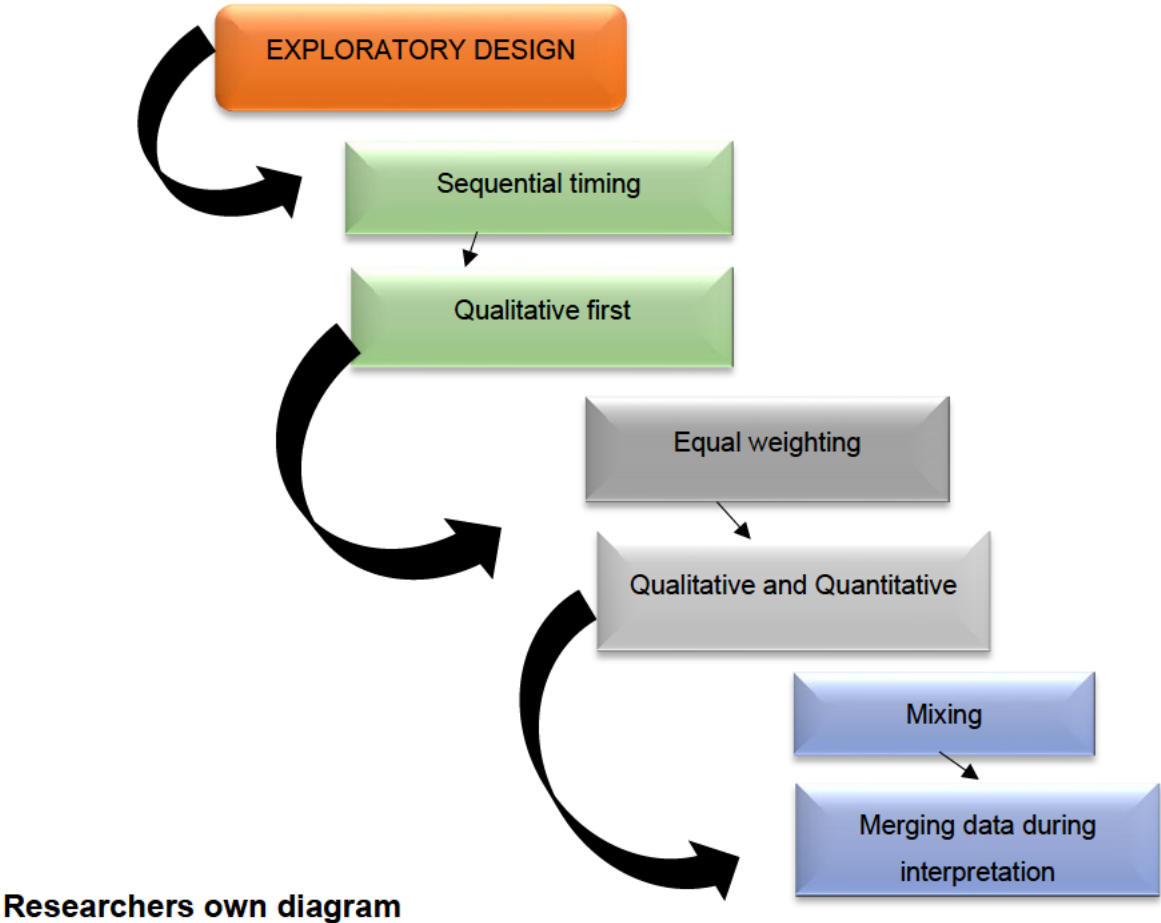 EXPLORATORY DESIGN
Sequential timing
Qualitative first
Equal weighting
Qualitative and Quantitative
Mixing
Merging data during
interpretation
Researchers own diagram